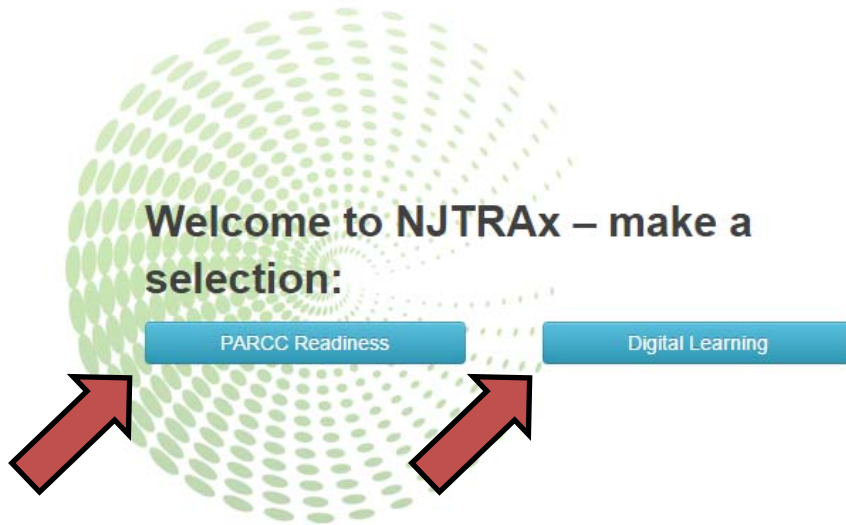 Welcome to NJTRAx – make a
selection:
PARCC Readiness
Digital Learning